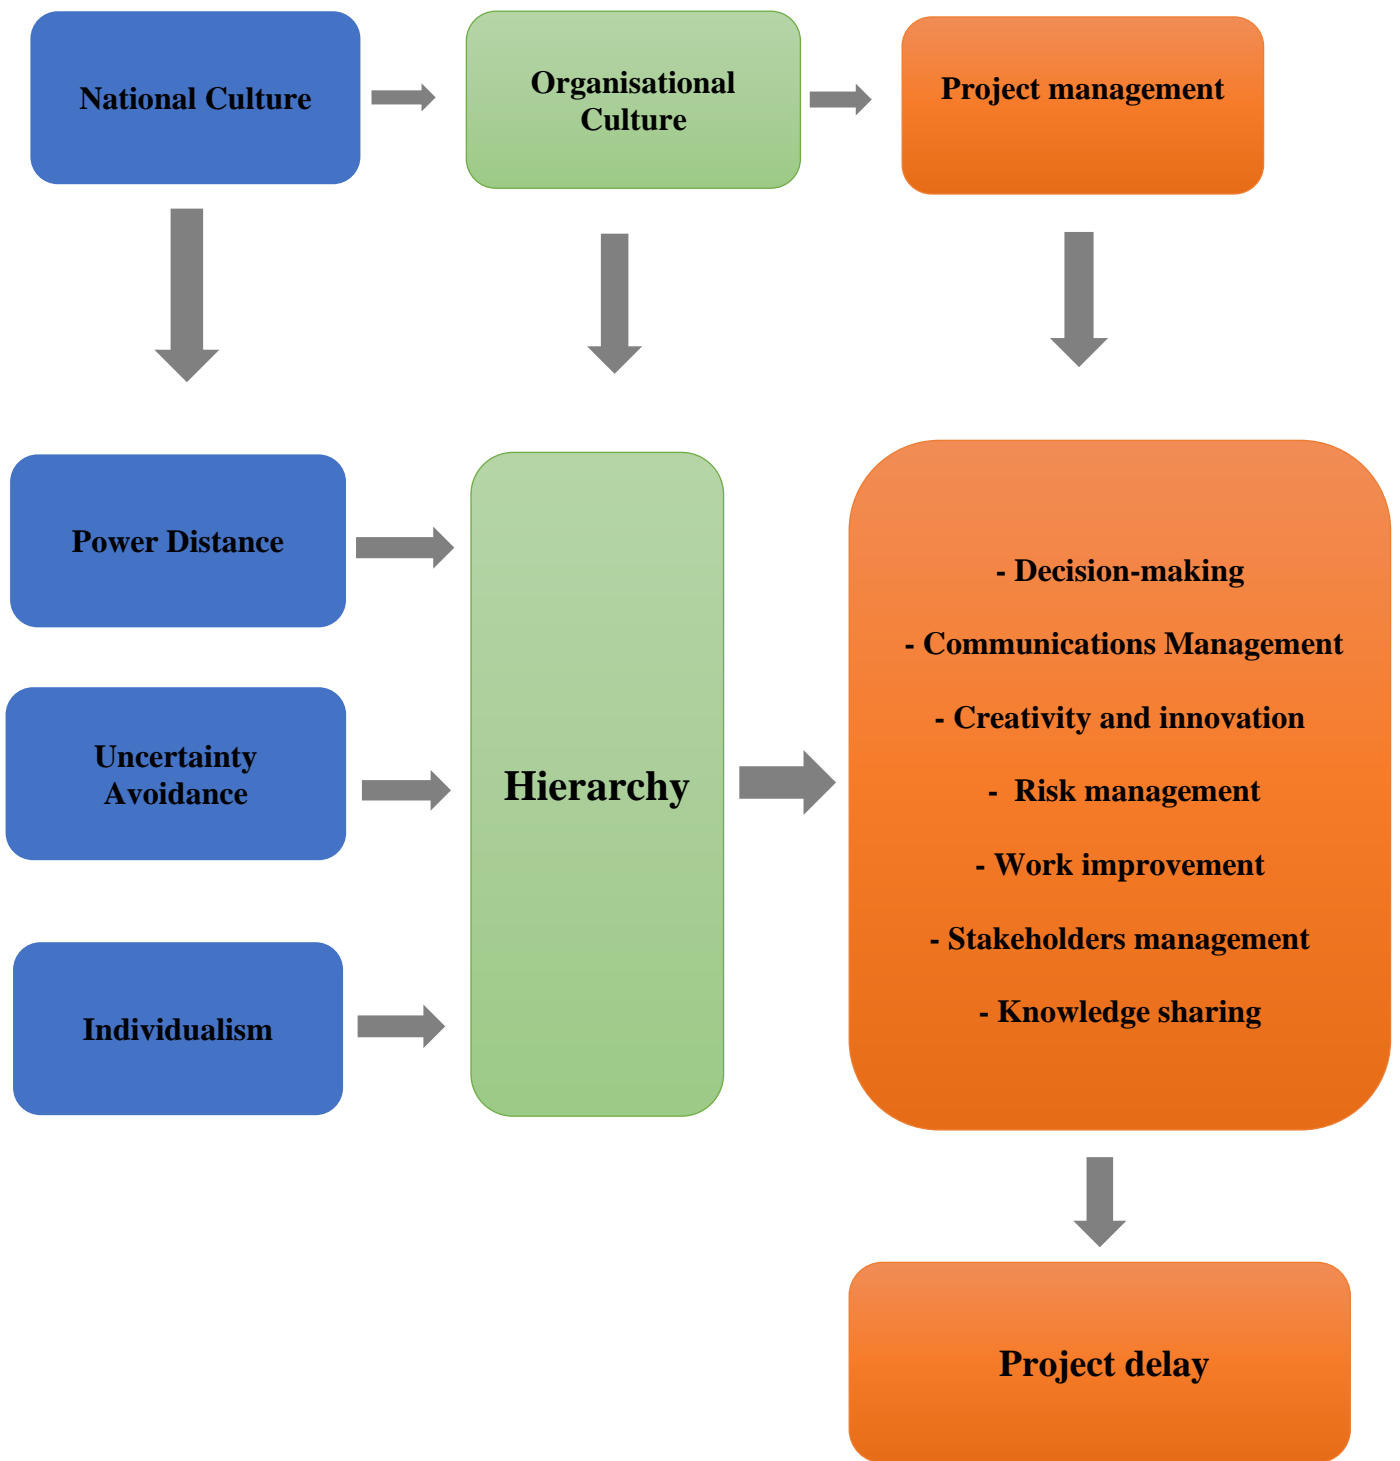 National Culture
Organisational
Culture
Project management
Power Distance
Uncertainty
Avoidance
Individualism
Hierarchy
- Decision-making
- Communications Management
- Creativity and innovation
- Risk management
- Work improvement
- Stakeholders management
- Knowledge sharing
Project delay